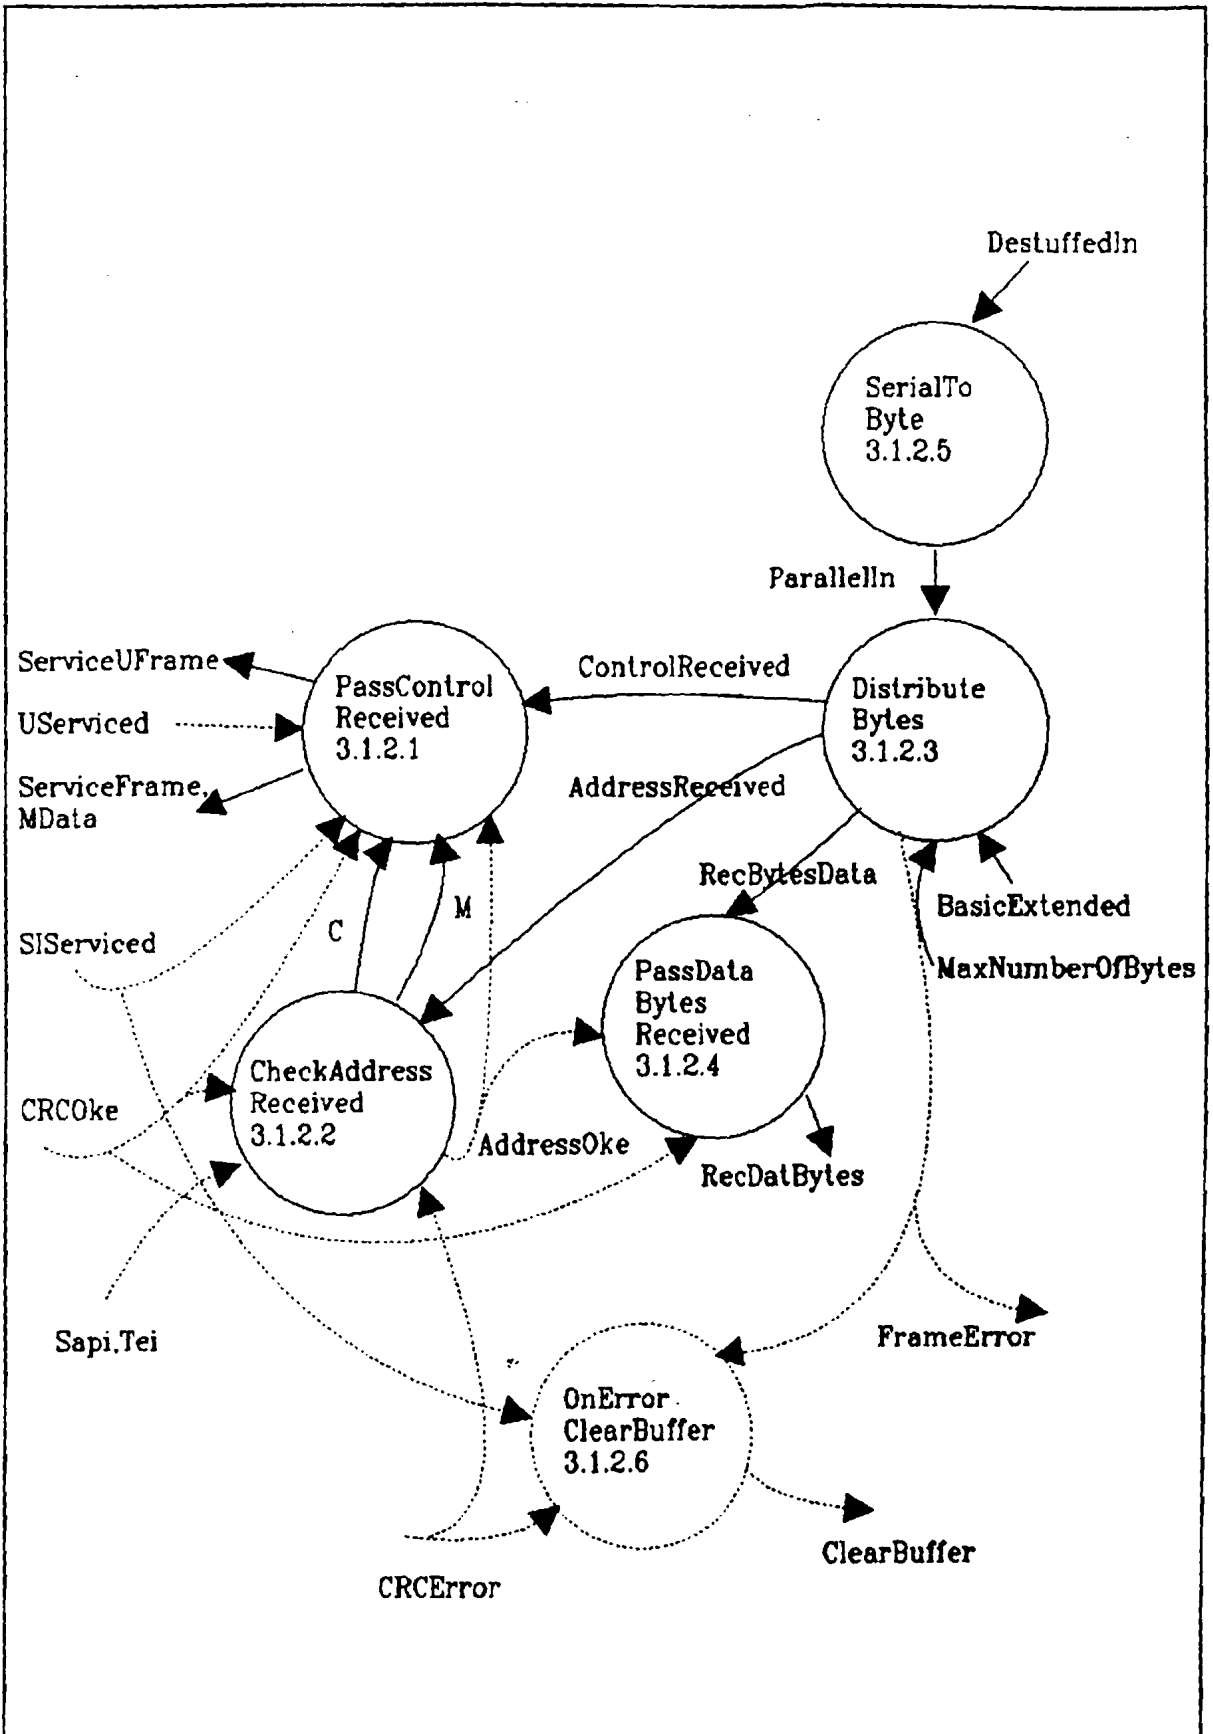 DestuffedIn
SerialTo
Byte
3.1.2.5
ParallelIn
ServiceUFrame
PassControl
Received
3.1.2.1
ControlReceived
Distribute
Bytes
3.1.2.3
UServiced
ServiceFrame,
MData
AddressReceived
RecBytesData
BasicExtended
M
C
SIServiced
MaxNumberOfBytes
PassData
Bytes
Received
3.1.2.4
CheckAddress
Received
3.1.2.2
CRCOke
AddressOke
RecDatBytes
Sapi,Tei
FrameError
OnError
ClearBuffer
3.1.2.6
ClearBuffer
CRCError